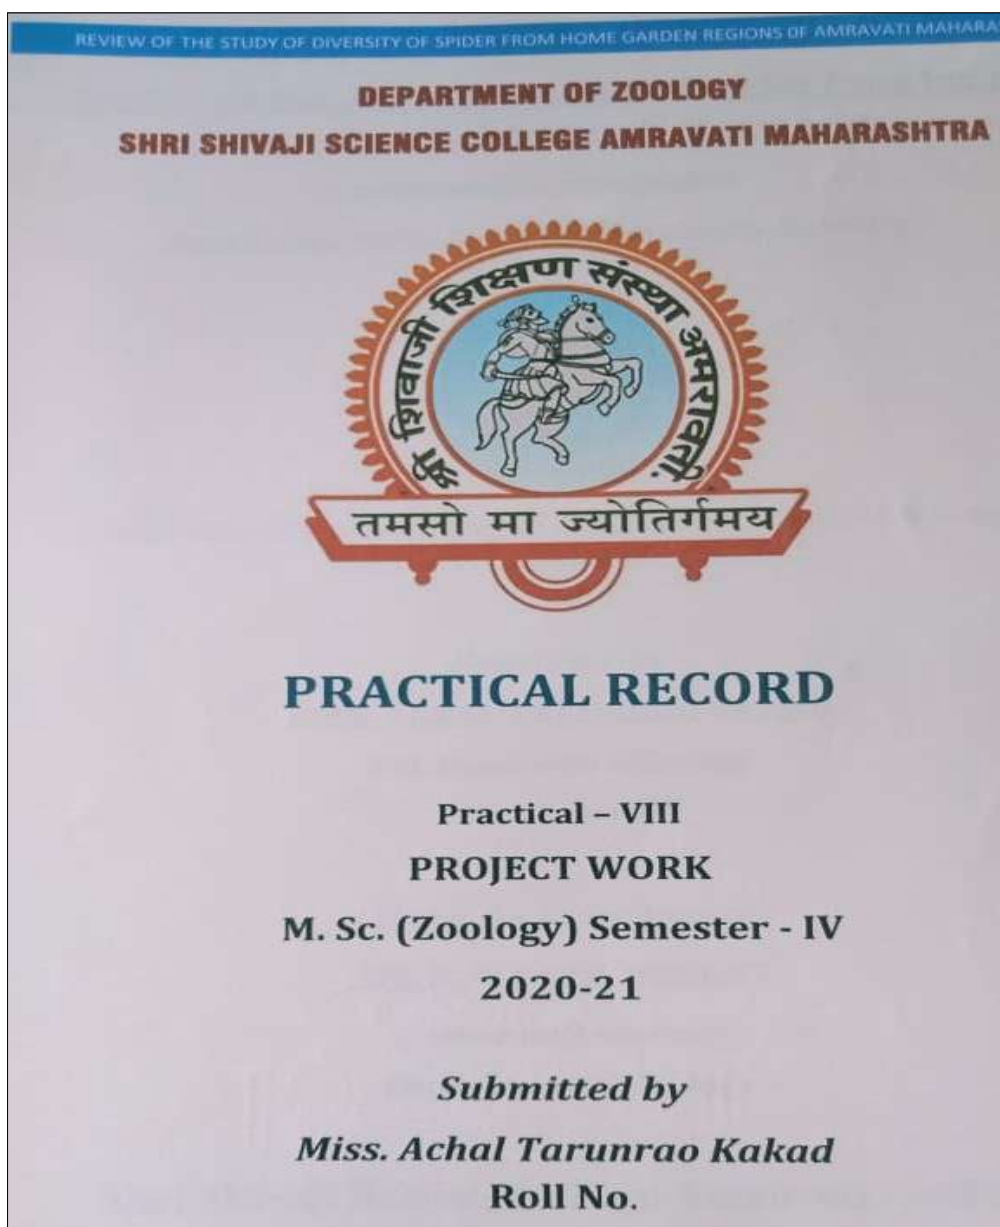 REVIEW OF THE STUDY OF DIVERSITY OF SPIDER FROM HOME GARDEN REGIONS OF AMRAVATI MAHARAS
DEPARTMENT OF ZOOLOGY
SHRI SHIVAJI SCIENCE COLLEGE AMRAVATI MAHARASHTRA
श्री शिवाजी शिक्षण संस्था अमरावती.
तमसो मा ज्योतिर्गमय
PRACTICAL RECORD
Practical – VIII
PROJECT WORK
M. Sc. (Zoology) Semester - IV
2020-21
Submitted by
Miss. Achal Tarunrao Kakad
Roll No.